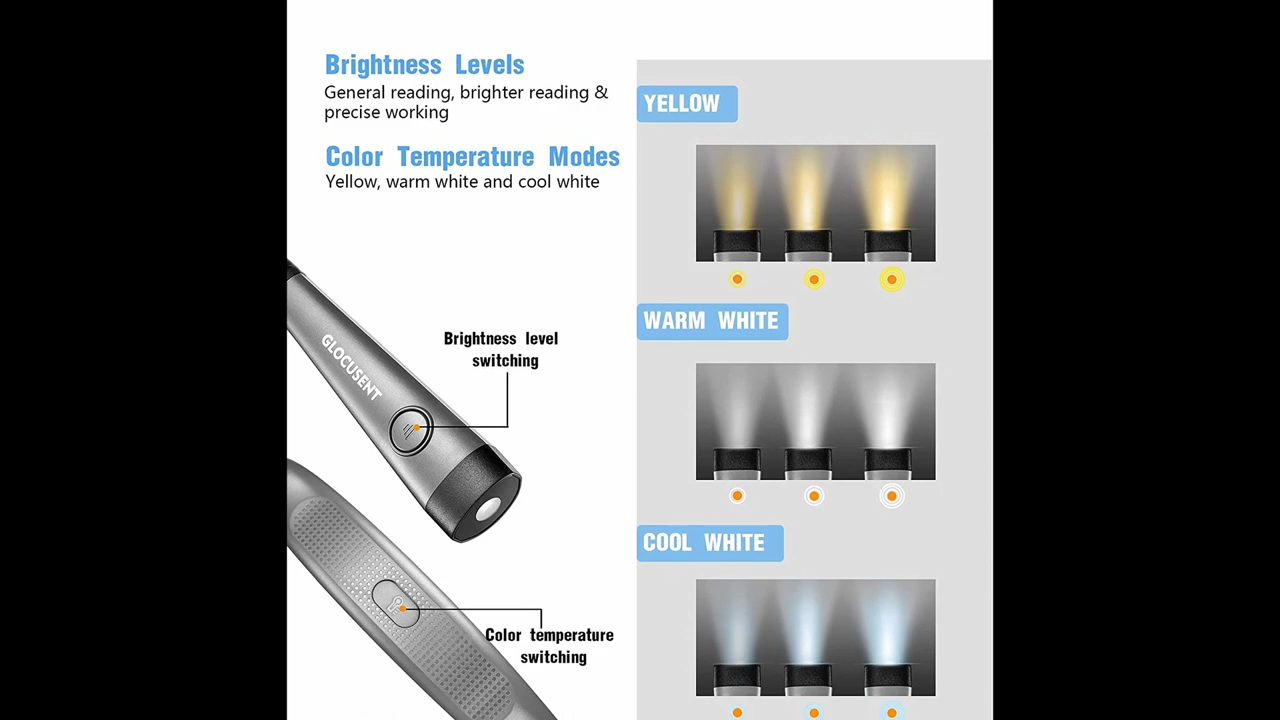 Brightness Levels
General reading, brighter reading &
precise working
Color Temperature Modes
Yellow, warm white and cool white
GLOCUSENT
Brightness level
switching
Color temperature
switching
YELLOW
WARM WHITE
COOL WHITE